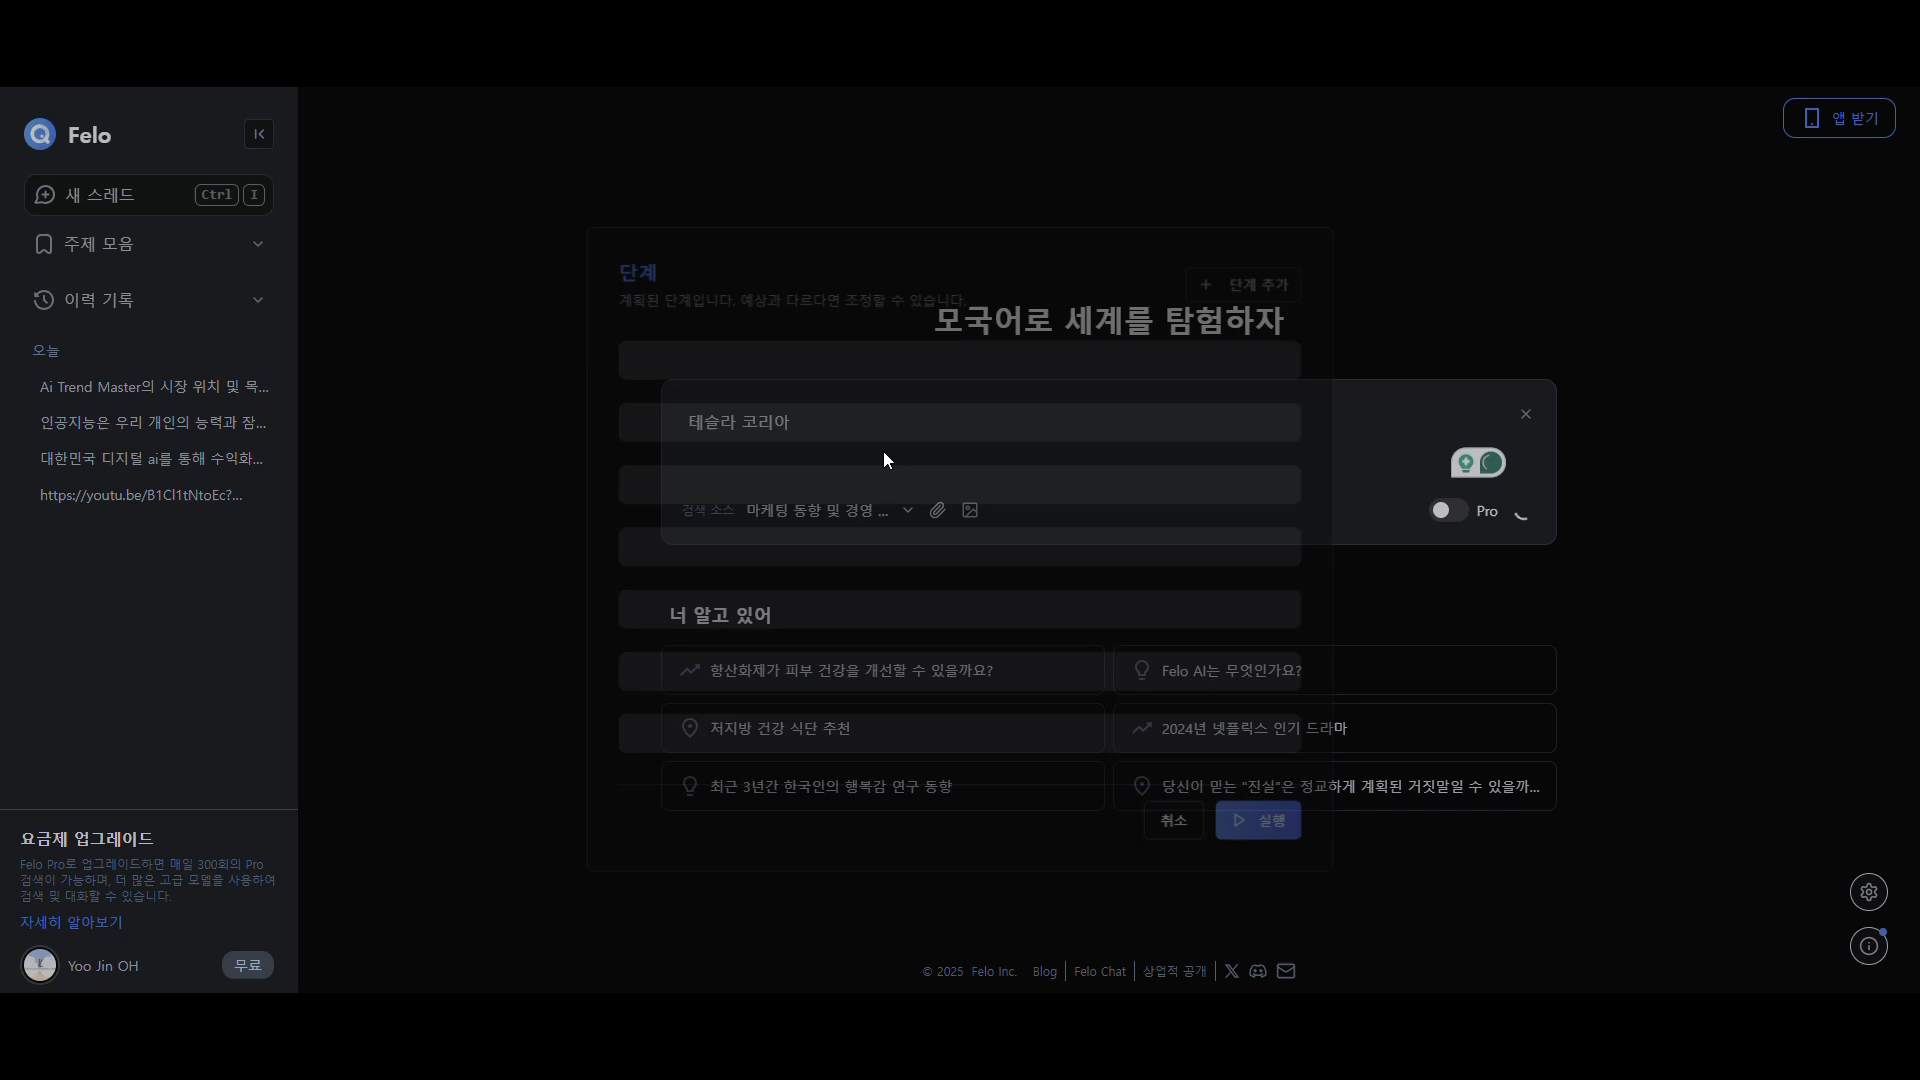 Felo
앱 받기
새 스레드 Ctrl I
주제 모음
이력 기록
오늘
Ai Trend Master의 시장 위치 및 목...
인공지능은 우리 개인의 능력과 잠...
대한민국 디지털 ai를 통해 수익화...
https://youtu.be/B1Cl1tNtoEc?...
요금제 업그레이드
Felo Pro로 업그레이드하면 매일 300회의 Pro
검색이 가능하며, 더 많은 고급 모델을 사용하여
검색 및 대화할 수 있습니다.
자세히 알아보기
Yoo Jin OH 무료
단계
계획된 단계입니다. 예상과 다르다면 조정할 수 있습니다.
+ 단계 추가
모국어로 세계를 탐험하자
테슬라 코리아
검색 소스 마케팅 동향 및 경영 ...
Pro
너 알고 있어
항산화제가 피부 건강을 개선할 수 있을까요?
Felo AI는 무엇인가요?
저지방 건강 식단 추천
2024년 넷플릭스 인기 드라마
최근 3년간 한국인의 행복감 연구 동향
당신이 믿는 "진실"은 정교하게 계획된 거짓말일 수 있을까...
취소 실행
© 2025 Felo Inc. Blog Felo Chat 상업적 공개